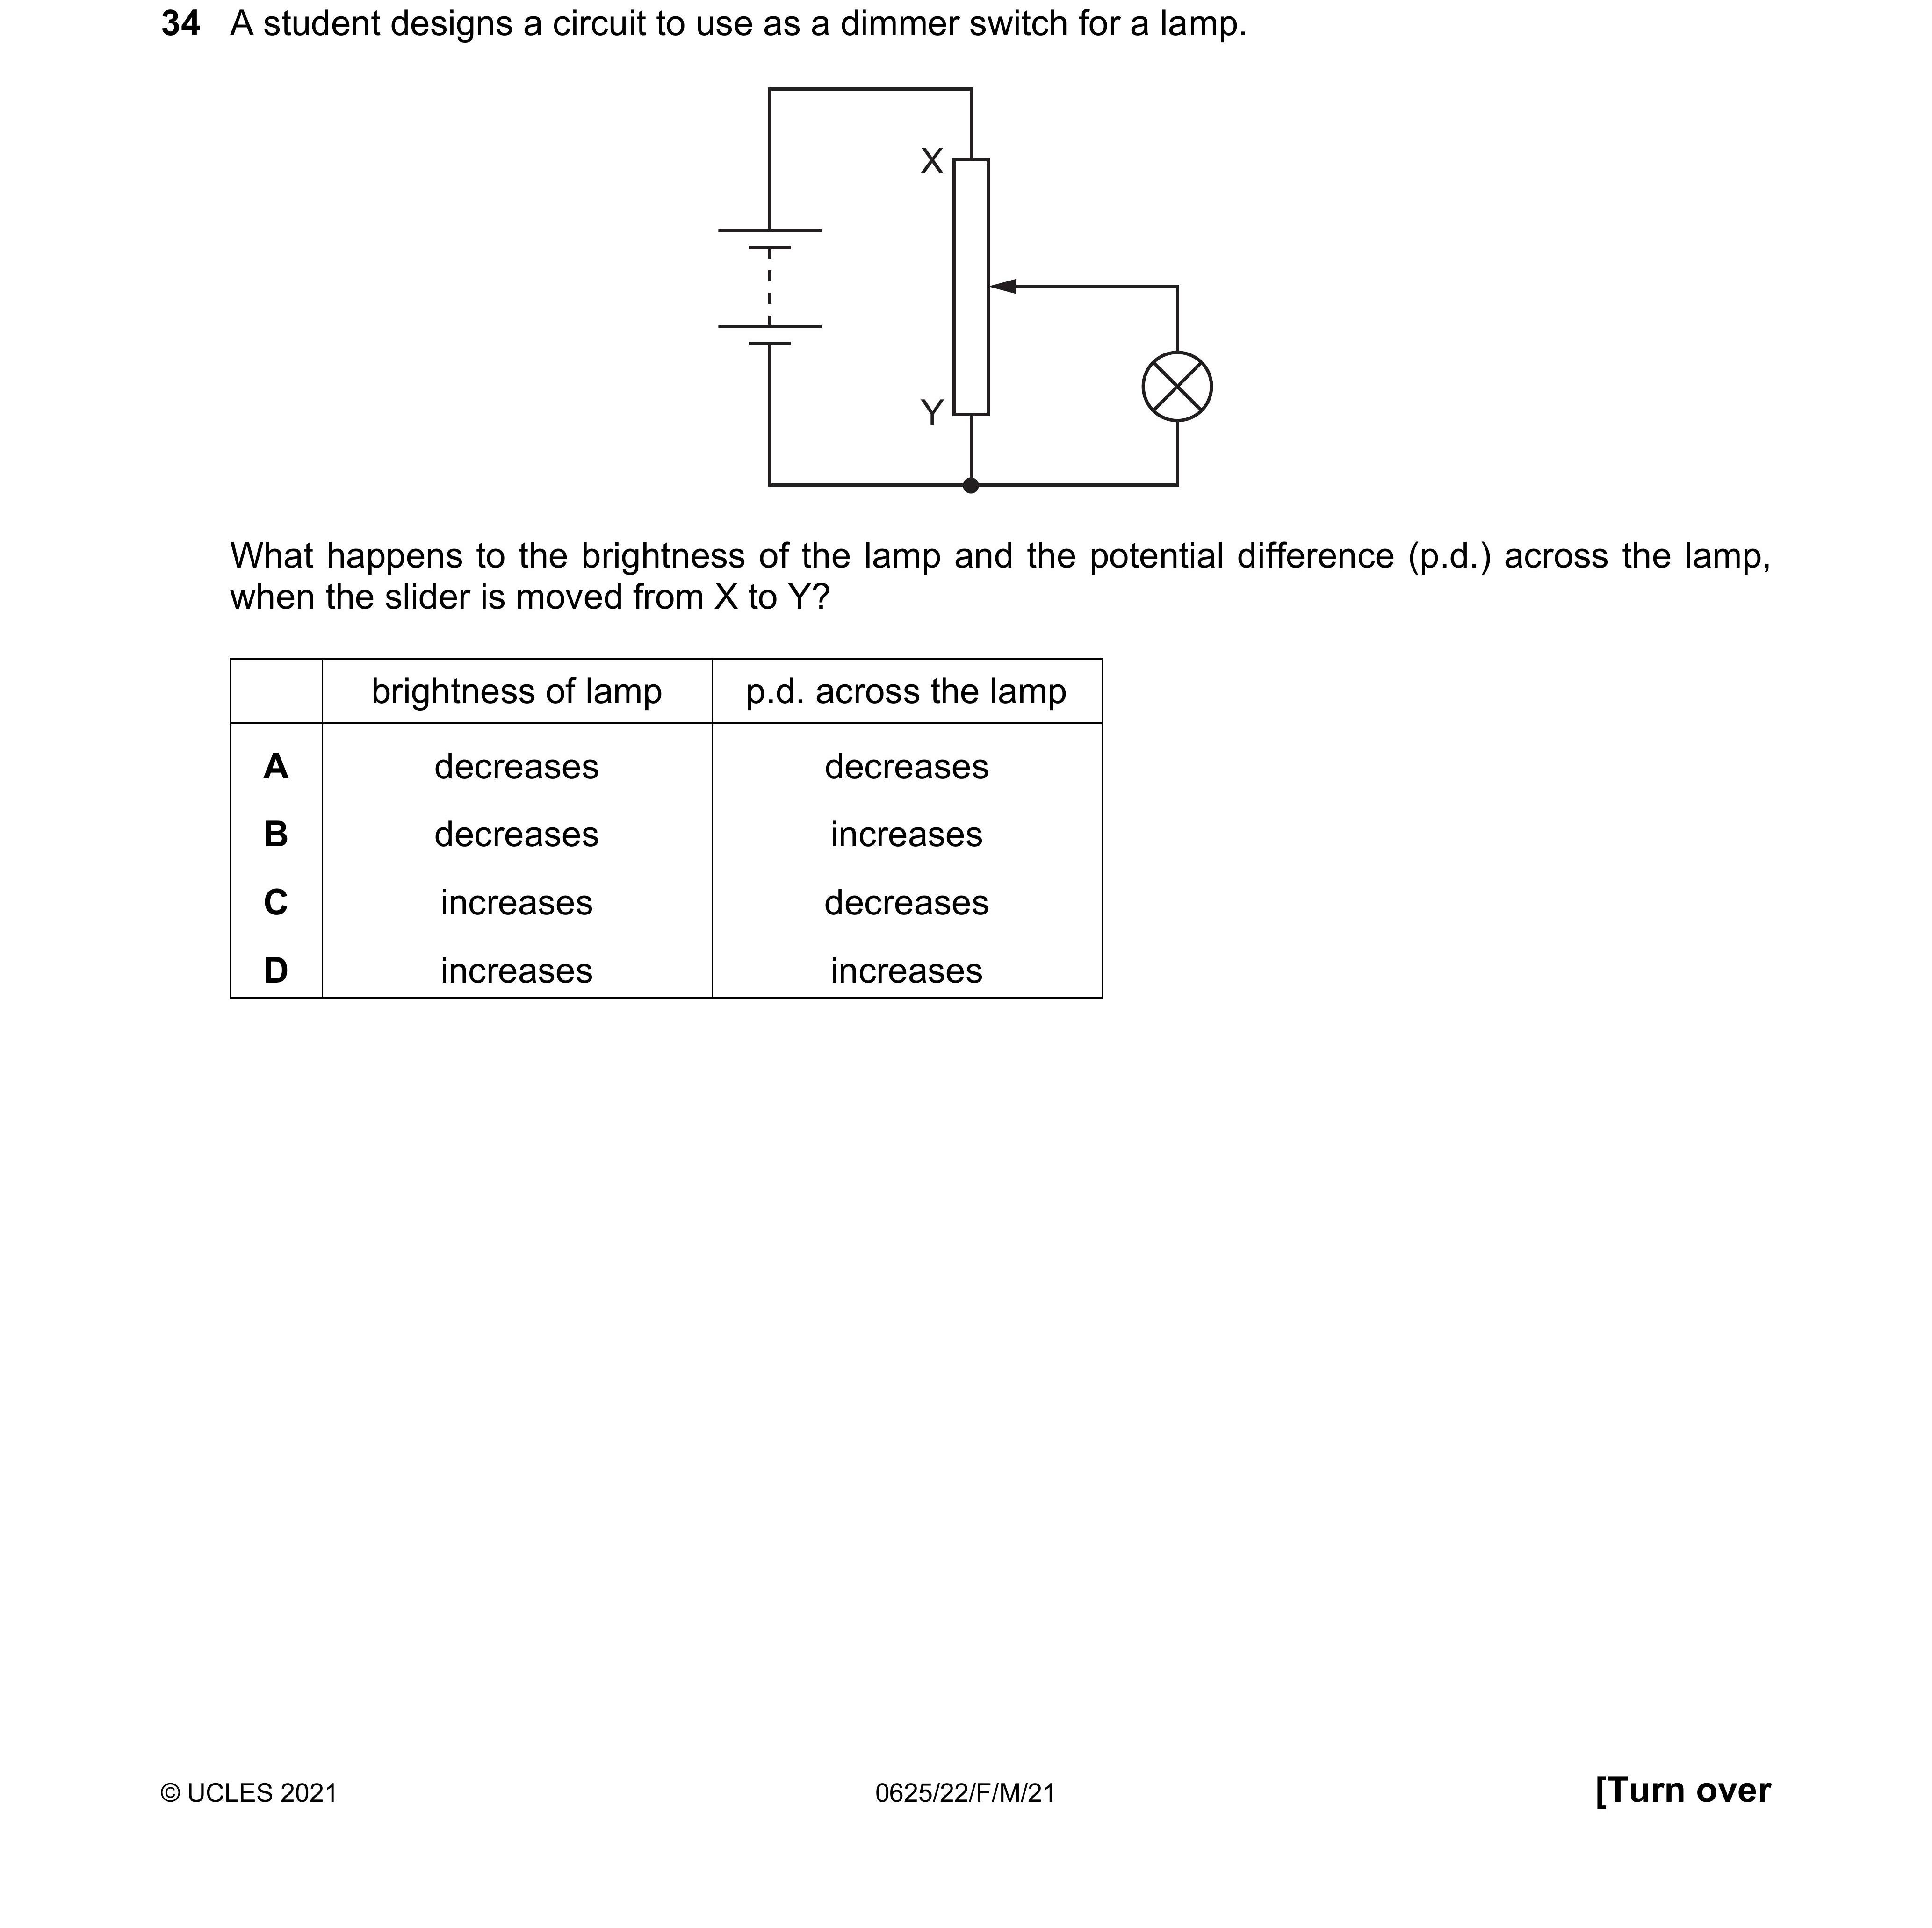 34 A student designs a circuit to use as a dimmer switch for a lamp.
X
Y
What happens to the brightness of the lamp and the potential difference (p.d.) across the lamp,
when the slider is moved from X to Y?
brightness of lamp p.d. across the lamp
A decreases decreases
B decreases increases
C increases decreases
D increases increases
© UCLES 2021 0625/22/F/M/21 [Turn over